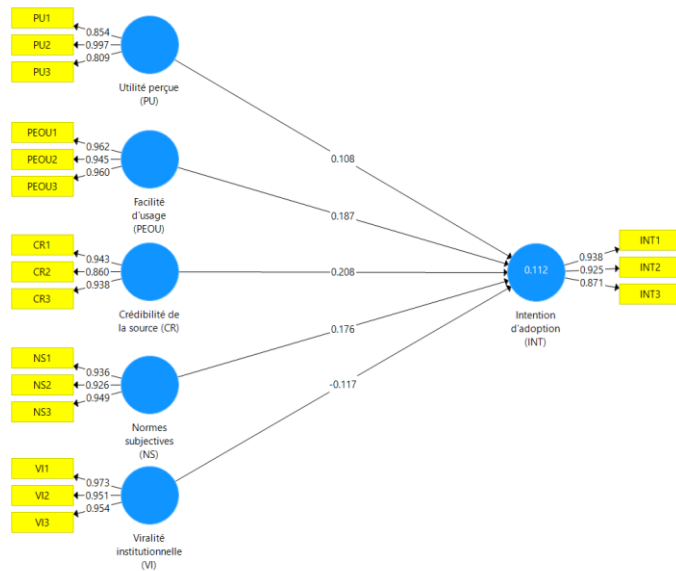 PU1
0.854
PU2
0.997
PU3
0.809
Utilité perçue
(PU)
0.108
PEOU1
0.962
PEOU2
0.945
PEOU3
0.960
Facilité
d'usage
(PEOU)
0.187
CR1
0.943
CR2
0.860
CR3
0.938
Crédibilité de
la source (CR)
0.208
NS1
0.936
NS2
0.926
NS3
0.949
Normes
subjectives
(NS)
0.176
VI1
0.973
VI2
0.951
VI3
0.954
Viralité
institutionnelle
(VI)
-0.117
0.112
Intention
d'adoption
(INT)
0.938
INT1
0.925
INT2
0.871
INT3